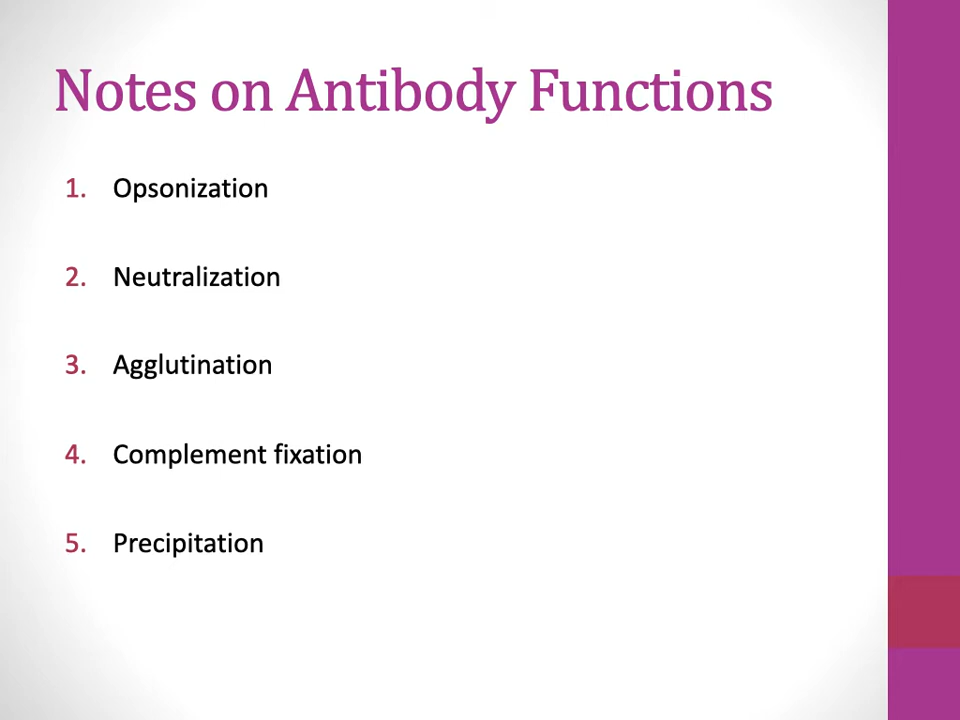 Notes on Antibody Functions
1. Opsonization
2. Neutralization
3. Agglutination
4. Complement fixation
5. Precipitation